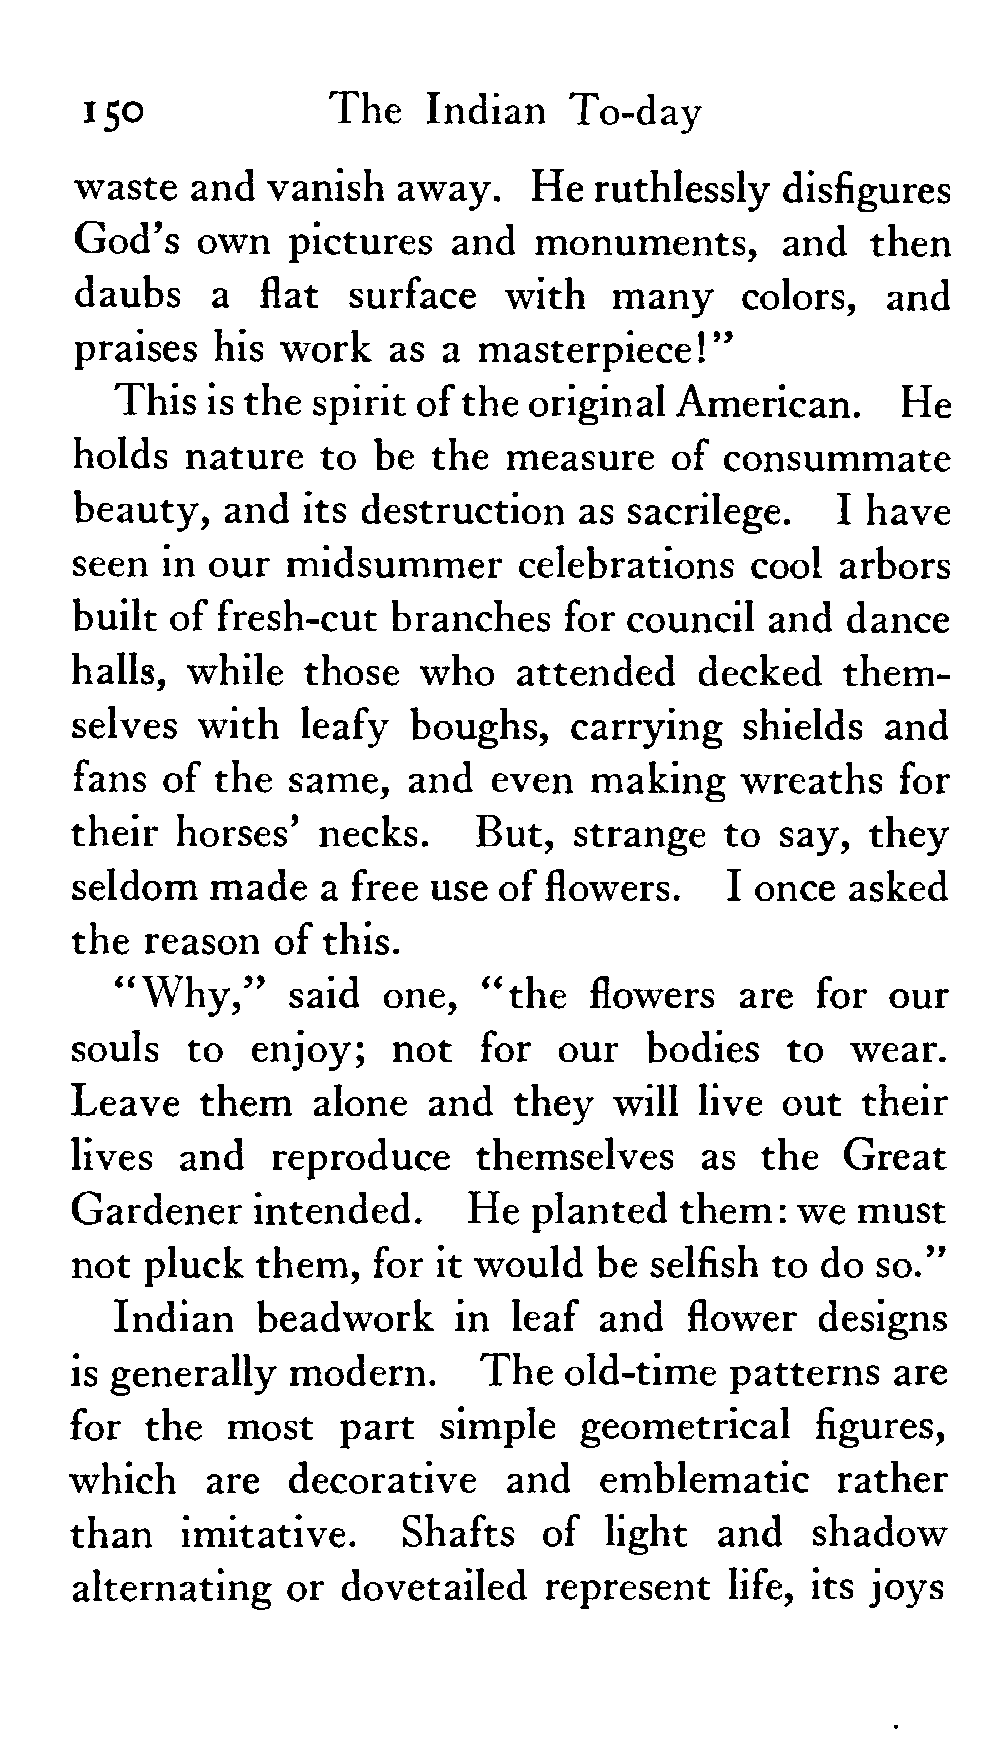 150 The Indian To-day
waste and vanish away. He ruthlessly disfigures
God's own pictures and monuments, and then
daubs a flat surface with many colors, and
praises his work as a masterpiece!"
This is the spirit of the original American. He
holds nature to be the measure of consummate
beauty, and its destruction as sacrilege. I have
seen in our midsummer celebrations cool arbors
built of fresh-cut branches for council and dance
halls, while those who attended decked them-
selves with leafy boughs, carrying shields and
fans of the same, and even making wreaths for
their horses' necks. But, strange to say, they
seldom made a free use of flowers. I once asked
the reason of this.
"Why," said one, "the flowers are for our
souls to enjoy; not for our bodies to wear.
Leave them alone and they will live out their
lives and reproduce themselves as the Great
Gardener intended. He planted them: we must
not pluck them, for it would be selfish to do so."
Indian beadwork in leaf and flower designs
is generally modern. The old-time patterns are
for the most part simple geometrical figures,
which are decorative and emblematic rather
than imitative. Shafts of light and shadow
alternating or dovetailed represent life, its joys